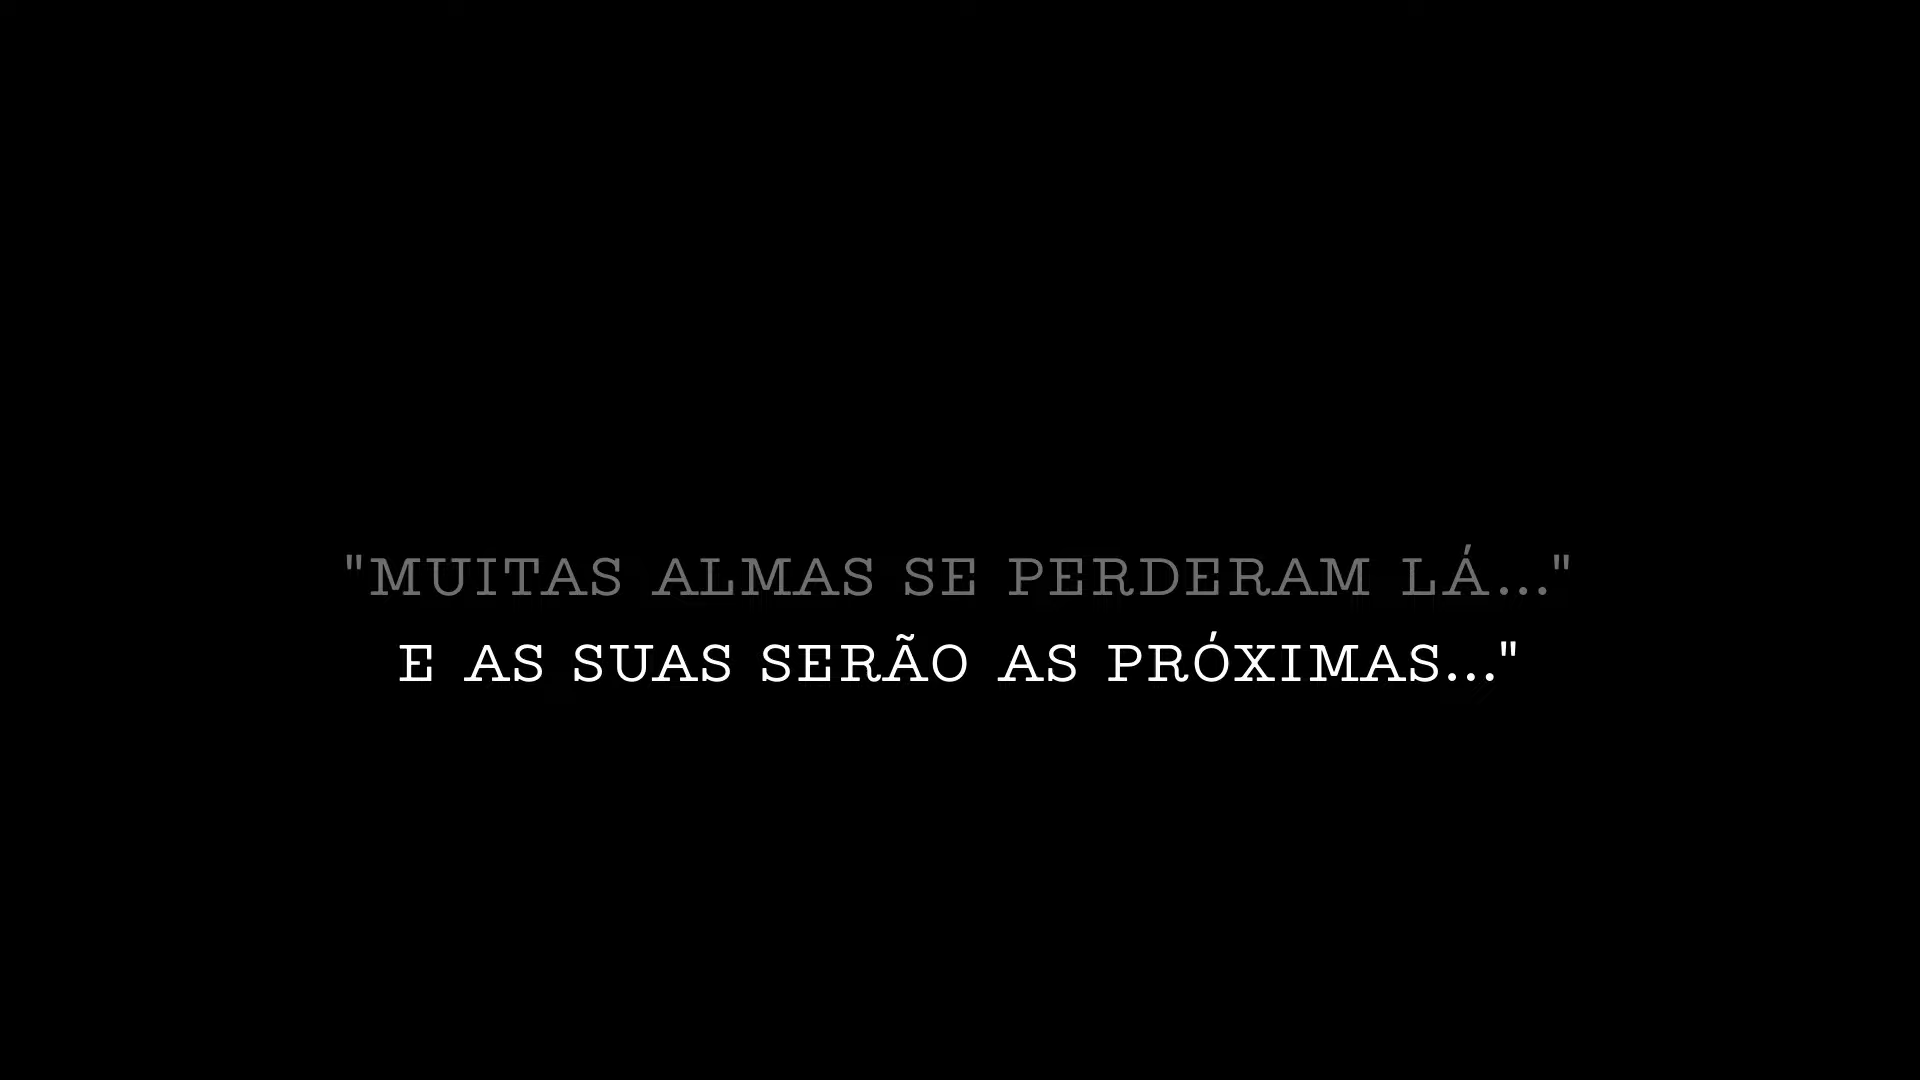 "MUITAS ALMAS SE PERDERAM LÁ..."
E AS SUAS SERÃO AS PRÓXIMAS..."